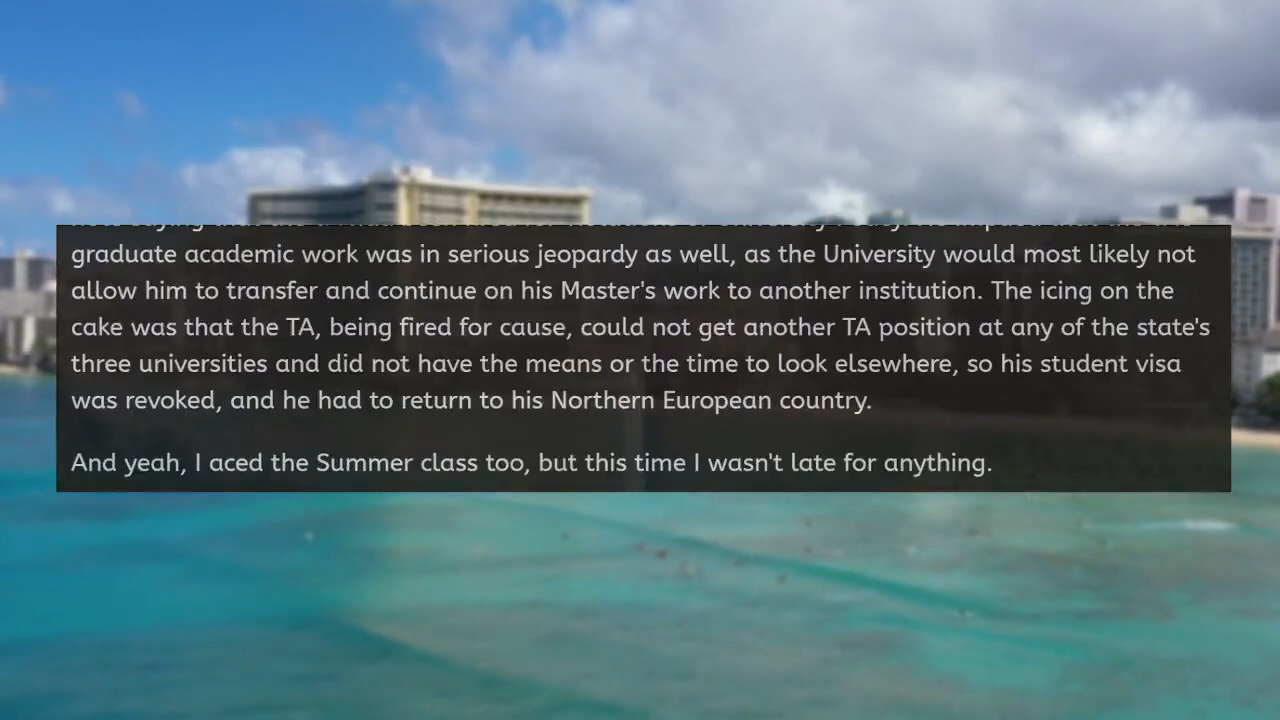 graduate academic work was in serious jeopardy as well, as the University would most likely not
allow him to transfer and continue on his Master's work to another institution. The icing on the
cake was that the TA, being fired for cause, could not get another TA position at any of the state's
three universities and did not have the means or the time to look elsewhere, so his student visa
was revoked, and he had to return to his Northern European country.
And yeah, I aced the Summer class too, but this time I wasn't late for anything.